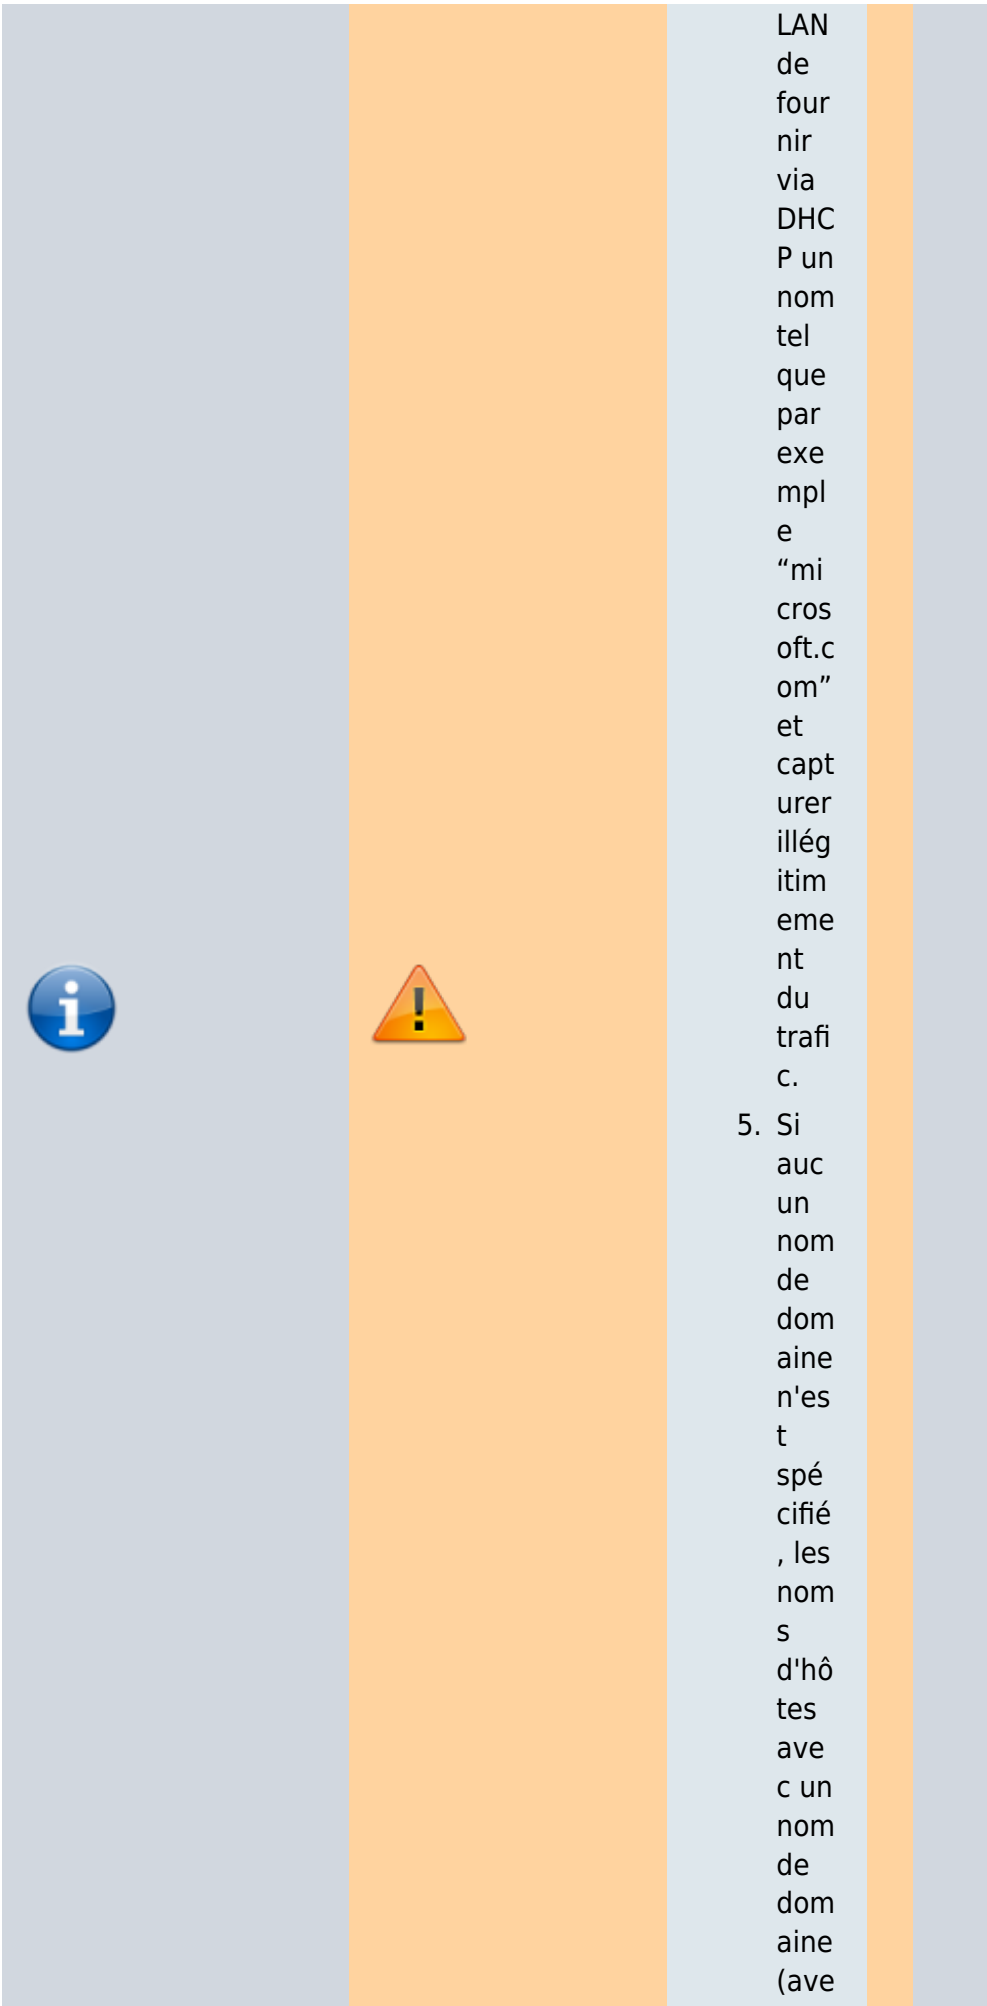 LAN
de
four
nir
via
DHC
P un
nom
tel
que
par
exe
mpl
e
“mi
cros
oft.c
om”
et
capt
urer
illég
itim
eme
nt
du
trafi
c.
5. Si
auc
un
nom
de
dom
aine
n'es
t
spé
cifié
, les
nom
s
d'hô
tes
ave
c un
nom
de
dom
aine
(ave